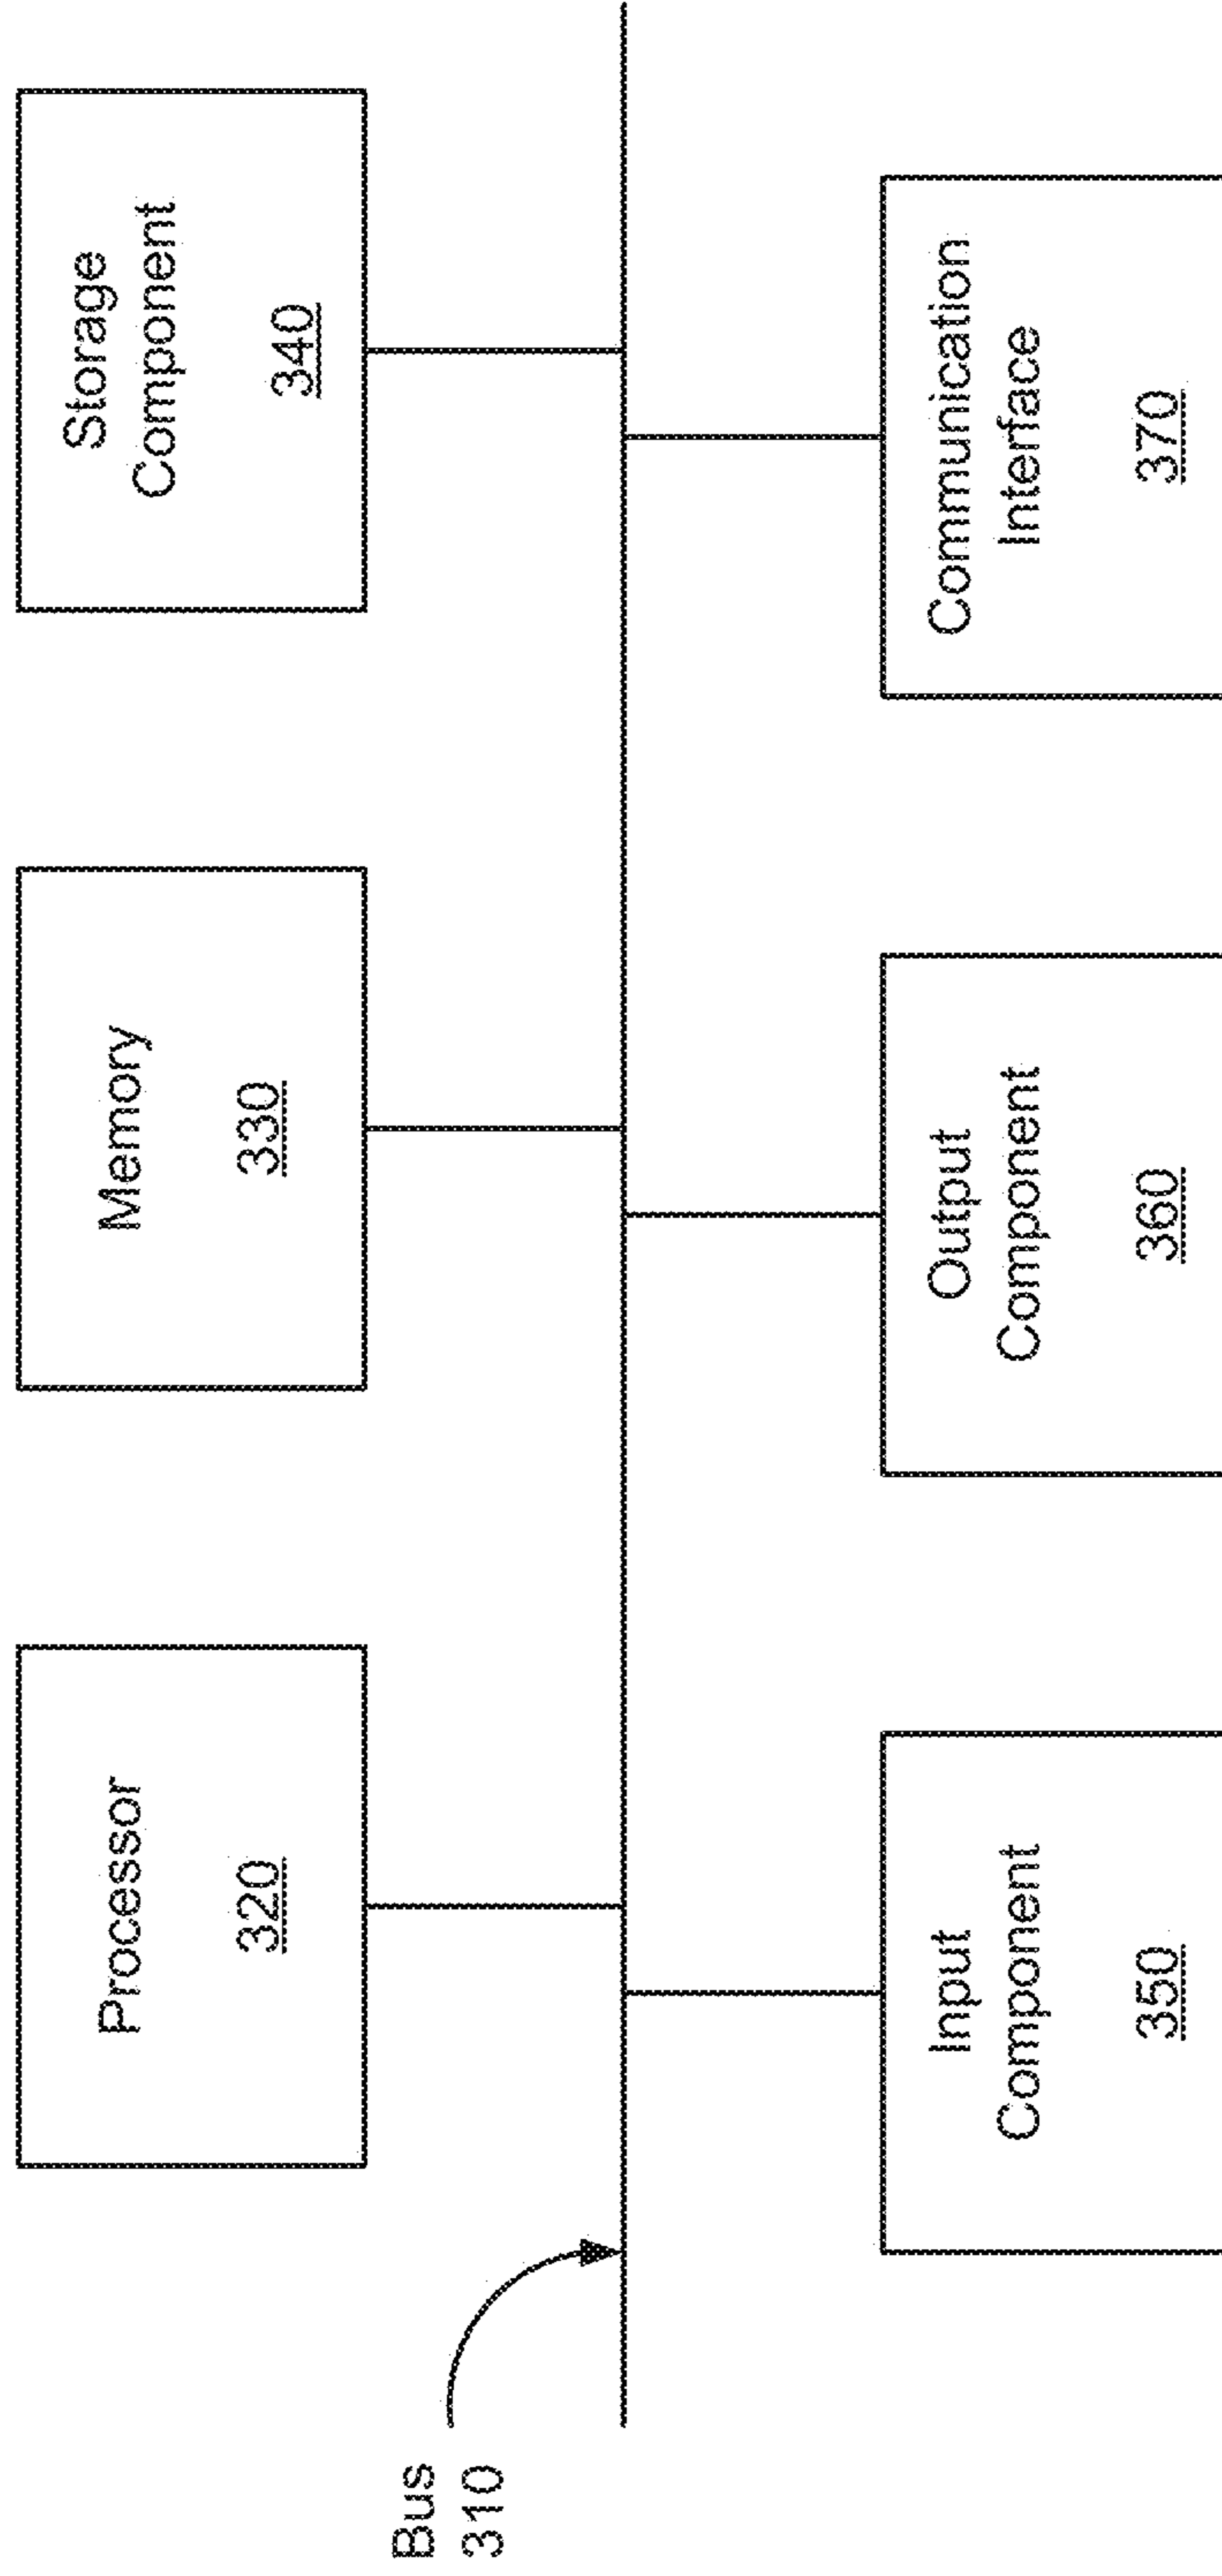 Processor
320
Memory
330
Storage
Component
340
Bus
310
Input
Component
350
Output
Component
360
Communication
Interface
370